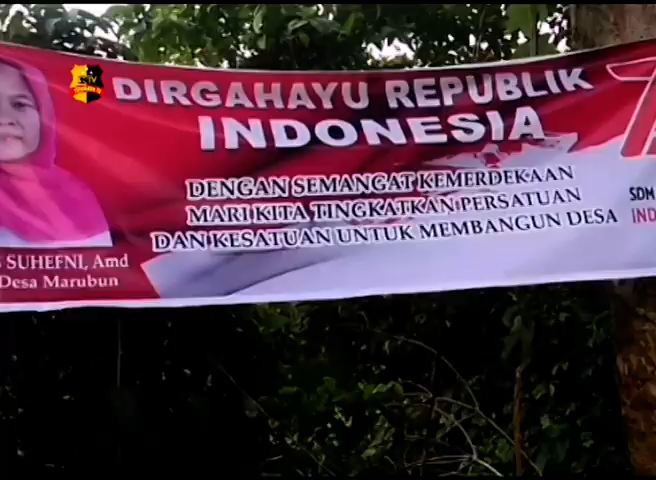 DIRGAHAYU REPUBLIK
INDONESIA
DENGAN SEMANGAT KEMERDEKAAN
MARI KITA TINGKATKAN PERSATUAN
DAN KESATUAN UNTUK MEMBANGUN DESA
SUHEFNI, Amd
Desa Marubun
SDM
IND